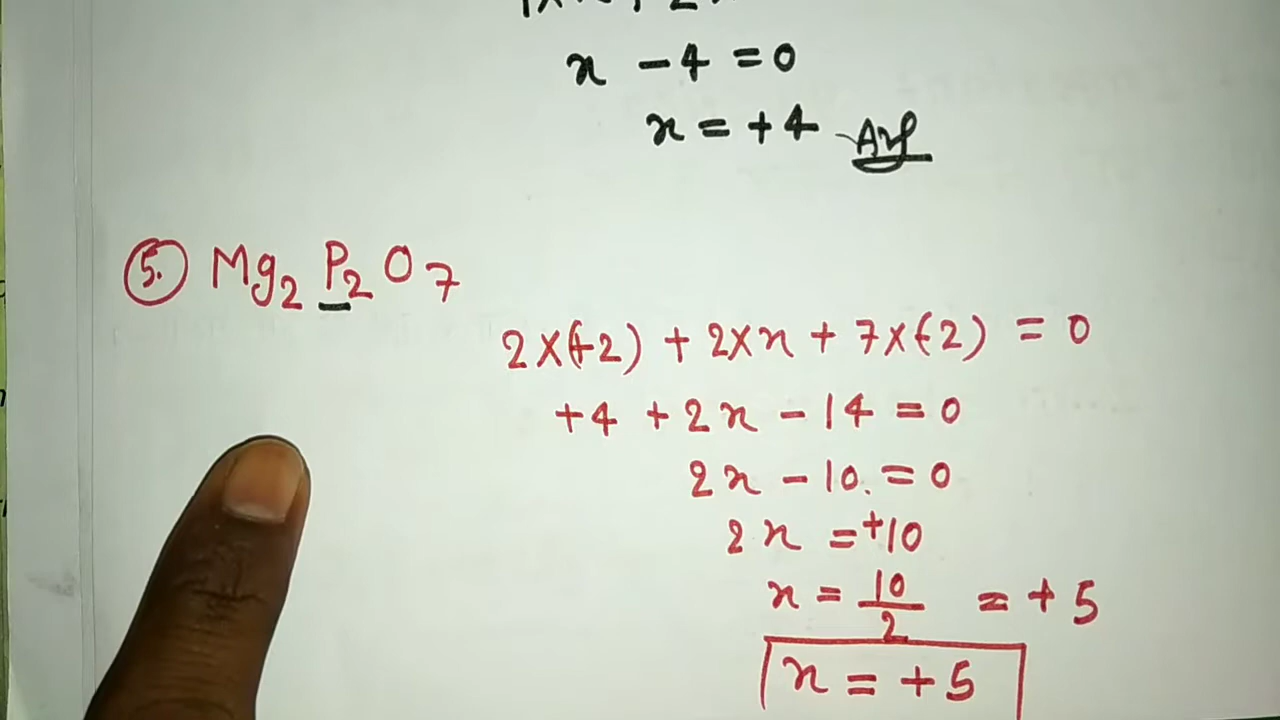 x - 4 = 0
x = +4 Ans
5. Mg₂ P₂ O₇
2×(+2) + 2×x + 7×(-2) = 0
+4 + 2x - 14 = 0
2x - 10. = 0
2x = +10
x = 10/2 = +5
x = +5